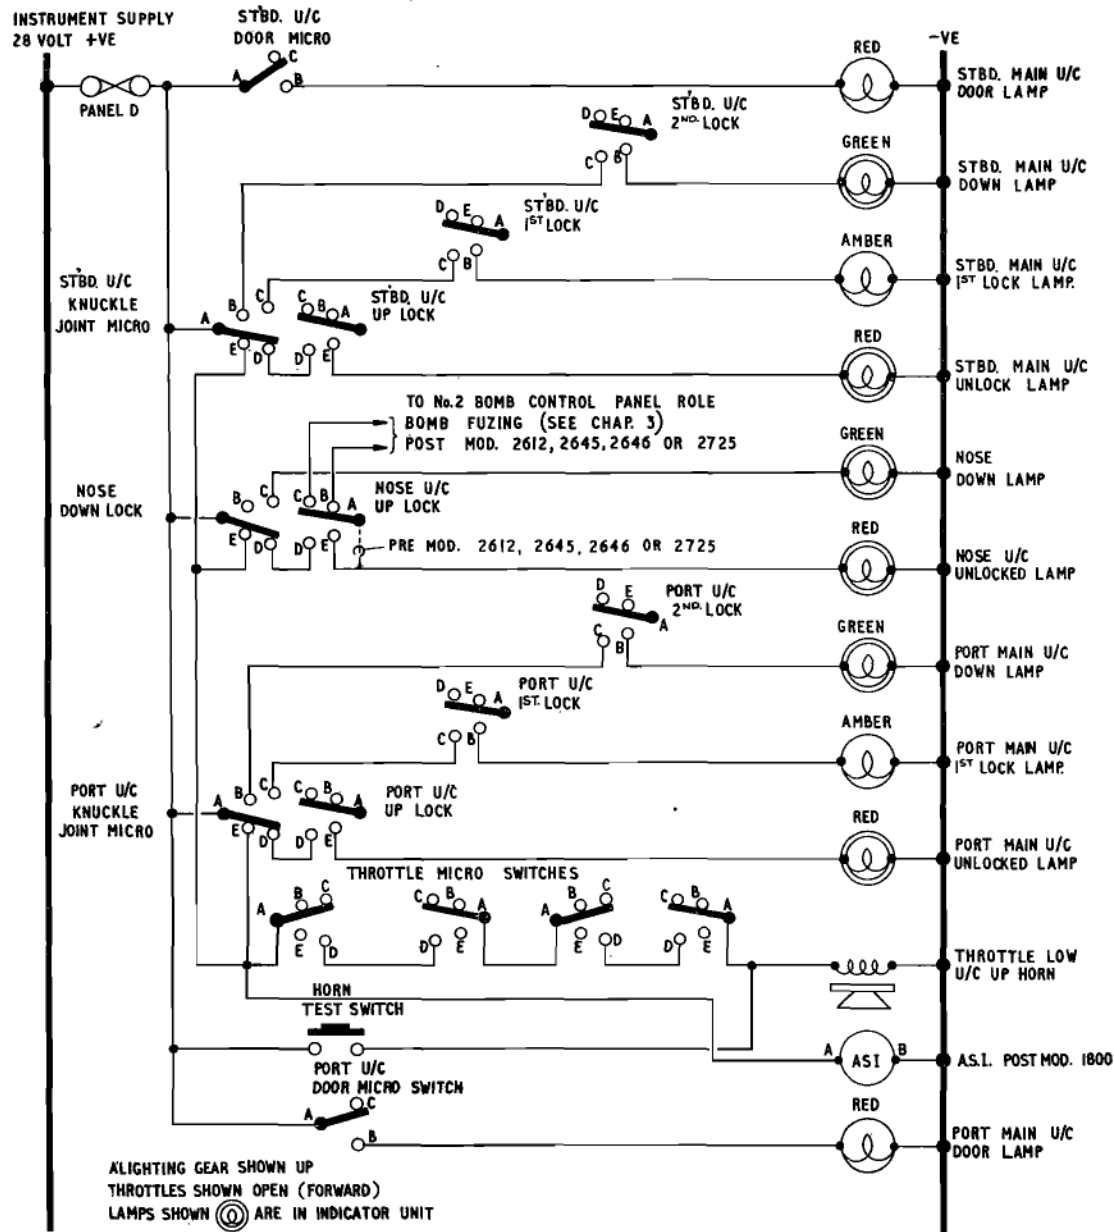 INSTRUMENT SUPPLY
28 VOLT +VE
ST'BD. U/C
DOOR MICRO
A
C
B
PANEL D
RED
-VE
STBD. MAIN U/C
DOOR LAMP
D E A
ST'BD. U/C
2ND. LOCK
C B
GREEN
STBD. MAIN U/C
DOWN LAMP
D E A
ST'BD. U/C
1ST LOCK
C B
AMBER
STBD. MAIN U/C
1ST LOCK LAMP.
ST'BD. U/C
KNUCKLE
JOINT MICRO
A
B C
E D
C B A
D E
ST'BD. U/C
UP LOCK
RED
STBD. MAIN U/C
UNLOCK LAMP
TO No.2 BOMB CONTROL PANEL ROLE
BOMB FUZING (SEE CHAP. 3)
POST MOD. 2612, 2645, 2646 OR 2725
GREEN
NOSE
DOWN LAMP
NOSE
DOWN LOCK
B C
E D
C B A
D E
NOSE U/C
UP LOCK
PRE MOD. 2612, 2645, 2646 OR 2725
RED
NOSE U/C
UNLOCKED LAMP
D E
A
PORT U/C
2ND. LOCK
C B
GREEN
PORT MAIN U/C
DOWN LAMP
D E A
PORT U/C
1ST. LOCK
C B
AMBER
PORT MAIN U/C
1ST LOCK LAMP.
PORT U/C
KNUCKLE
JOINT MICRO
A
B C
E D
C B A
D E
PORT U/C
UP LOCK
RED
PORT MAIN U/C
UNLOCKED LAMP
THROTTLE MICRO SWITCHES
A B C
E D
C B A
D E
A B C
E D
C B A
D E
THROTTLE LOW
U/C UP HORN
HORN
TEST SWITCH
A ASI B
A.S.I. POST MOD. 1800
PORT U/C
DOOR MICRO SWITCH
A
C
B
RED
PORT MAIN U/C
DOOR LAMP
ALIGHTING GEAR SHOWN UP
THROTTLES SHOWN OPEN (FORWARD)
LAMPS SHOWN ARE IN INDICATOR UNIT